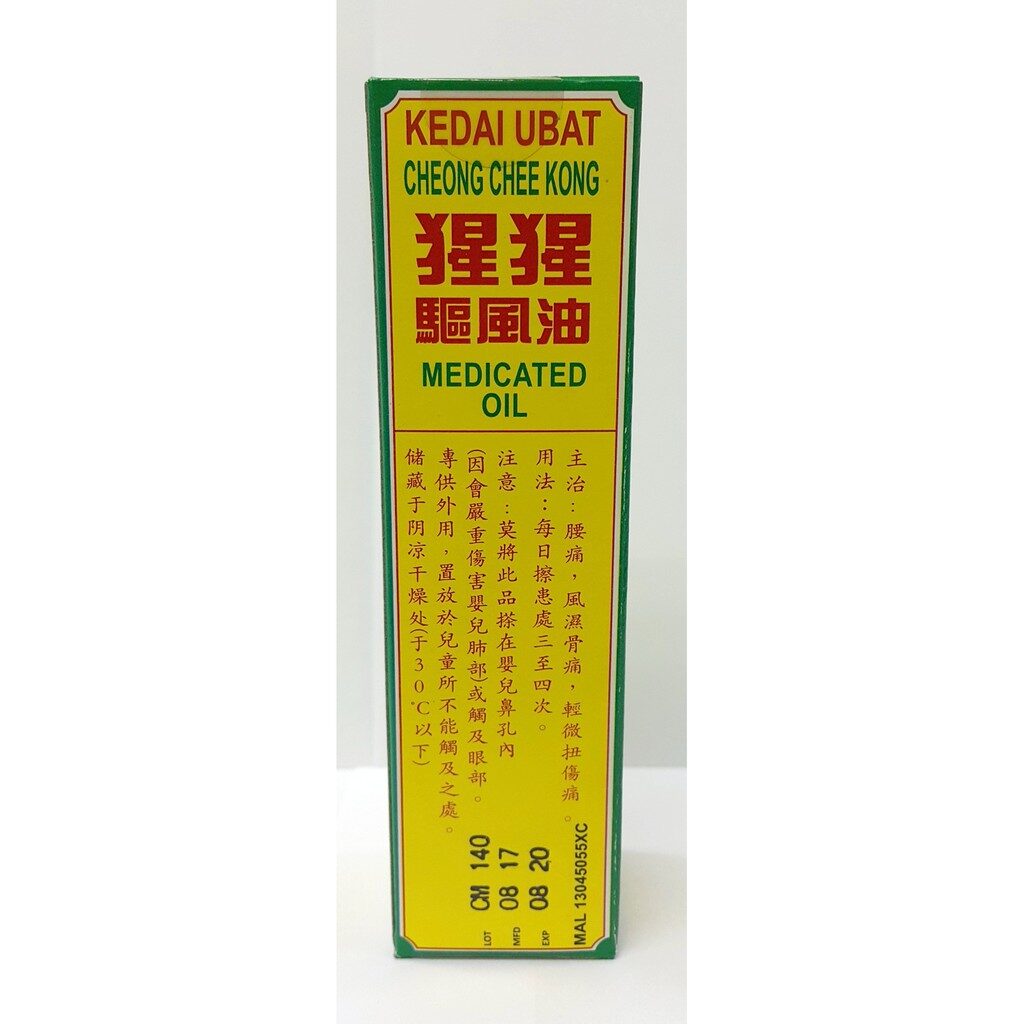 KEDAI UBAT
CHEONG CHEE KONG
猩猩
驅風油
MEDICATED
OIL
主治：腰痛，風濕骨痛，輕微扭傷痛。
用法：每日擦患處三至四次。
注意：莫將此品搽在嬰兒鼻孔內
(因會嚴重傷害嬰兒肺部)或觸及眼部。
專供外用，置放於兒童所不能觸及之處。
储藏于阴凉干燥处(于30℃以下)
LOT CM 140
MFD 08 17
EXP 08 20
MAL 13045055XC